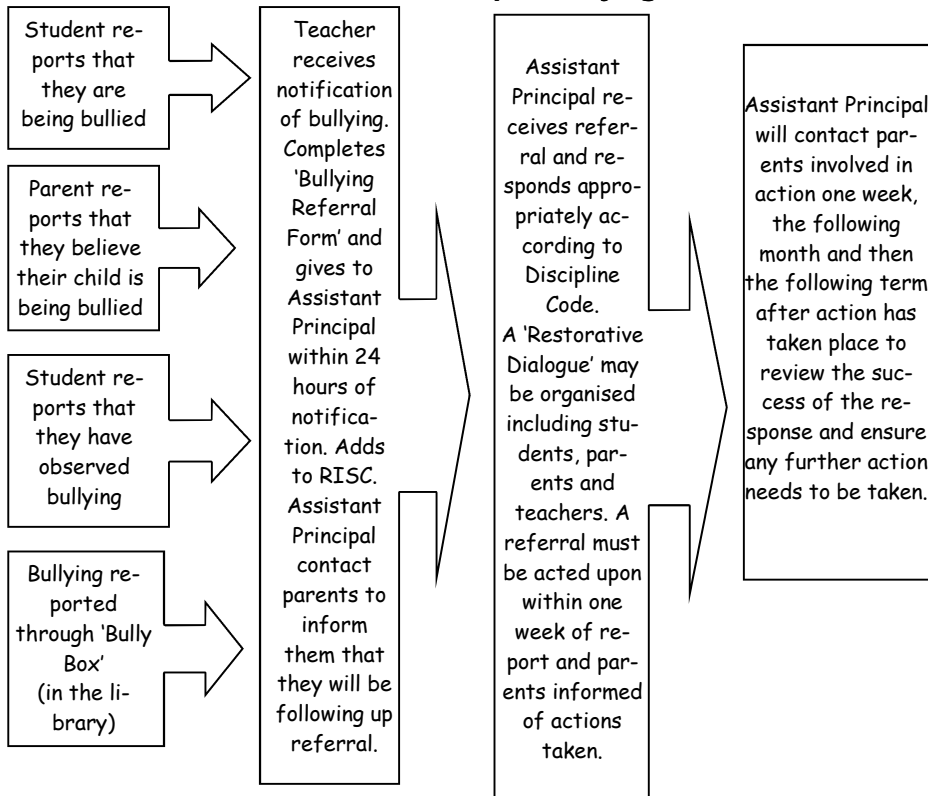 Student re-
ports that
they are
being bullied
Parent re-
ports that
they believe
their child is
being bullied
Student re-
ports that
they have
observed
bullying
Bullying re-
ported
through ‘Bully
Box’
(in the li-
brary)
Teacher
receives
notification
of bullying.
Completes
‘Bullying
Referral
Form’ and
gives to
Assistant
Principal
within 24
hours of
notifica-
tion. Adds
to RISC.
Assistant
Principal
contact
parents to
inform
them that
they will be
following up
referral.
Assistant
Principal re-
ceives refer-
ral and re-
sponds appro-
priately ac-
cording to
Discipline
Code.
A ‘Restorative
Dialogue’ may
be organised
including stu-
dents, par-
ents and
teachers. A
referral must
be acted upon
within one
week of re-
port and par-
ents informed
of actions
taken.
Assistant Principal
will contact par-
ents involved in
action one week,
the following
month and then
the following term
after action has
taken place to
review the suc-
cess of the re-
sponse and ensure
any further action
needs to be taken.